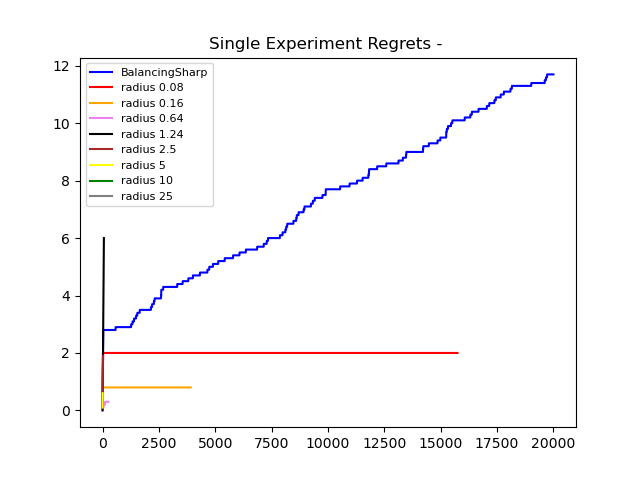 Single Experiment Regrets -
BalancingSharp
radius 0.08
radius 0.16
radius 0.64
radius 1.24
radius 2.5
radius 5
radius 10
radius 25
12
10
8
6
4
2
0
0 2500 5000 7500 10000 12500 15000 17500 20000